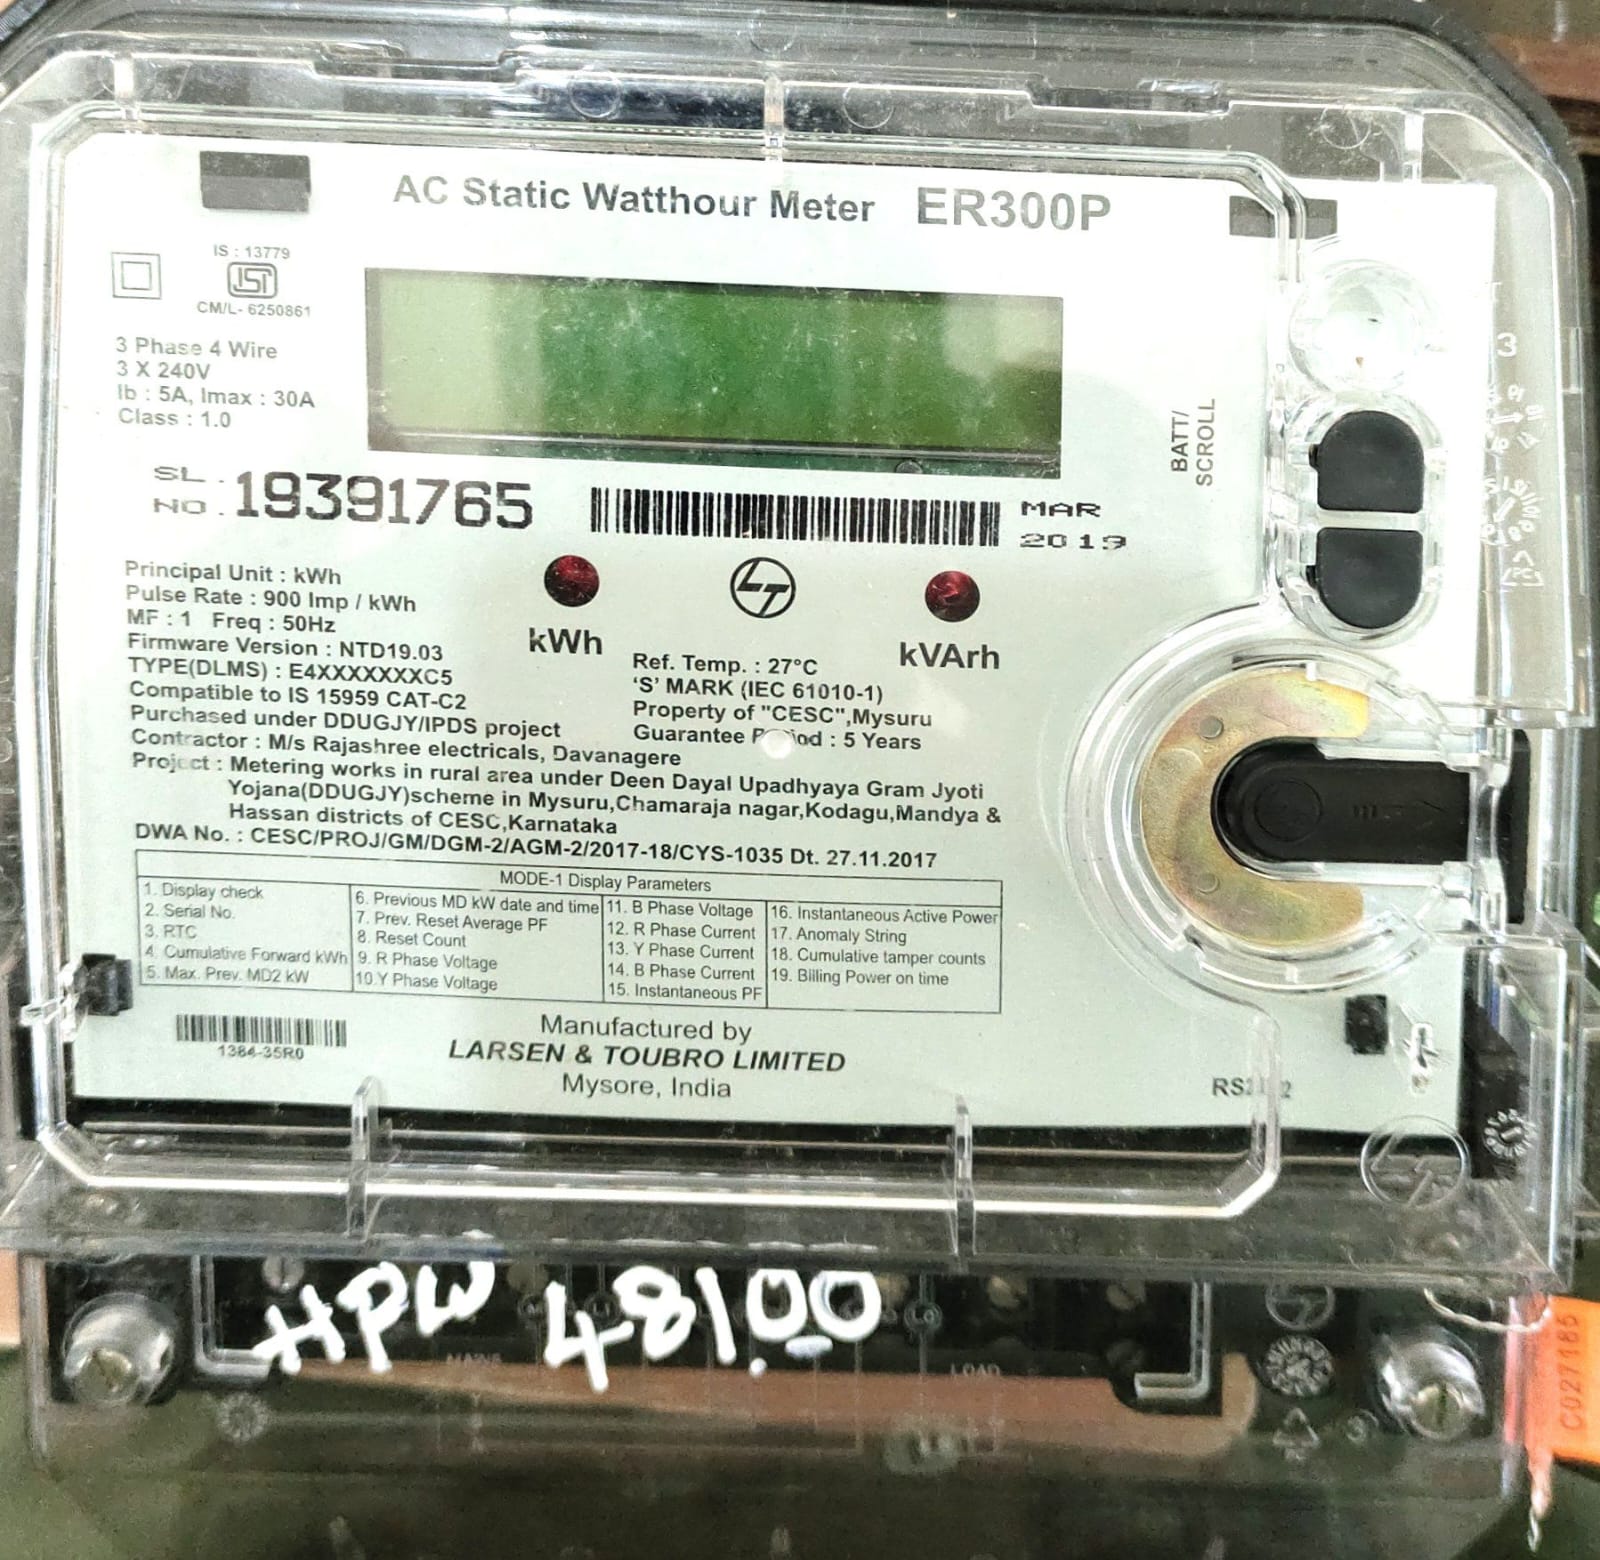 AC Static Watthour Meter ER300P
IS : 13779
ISI
CM/L- 6250861
3 Phase 4 Wire
3 X 240V
Ib : 5A, Imax : 30A
Class : 1.0
BATT/
SCROLL
SL.
NO. 19391765
MAR
2019
Principal Unit : kWh
Pulse Rate : 900 Imp / kWh
MF : 1 Freq : 50Hz
Firmware Version : NTD19.03
TYPE(DLMS) : E4XXXXXXXC5
Compatible to IS 15959 CAT-C2
Purchased under DDUGJY/IPDS project
Contractor : M/s Rajashree electricals, Davanagere
Project : Metering works in rural area under Deen Dayal Upadhyaya Gram Jyoti
Yojana(DDUGJY)scheme in Mysuru,Chamaraja nagar,Kodagu,Mandya &
Hassan districts of CESC,Karnataka
DWA No. : CESC/PROJ/GM/DGM-2/AGM-2/2017-18/CYS-1035 Dt. 27.11.2017
kWh
LT
kVArh
Ref. Temp. : 27°C
'S' MARK (IEC 61010-1)
Property of "CESC",Mysuru
Guarantee Period : 5 Years
MODE-1 Display Parameters
1. Display check
2. Serial No.
3. RTC
4. Cumulative Forward kWh
5. Max. Prev. MD2 kW
6. Previous MD kW date and time
7. Prev. Reset Average PF
8. Reset Count
9. R Phase Voltage
10.Y Phase Voltage
11. B Phase Voltage
12. R Phase Current
13. Y Phase Current
14. B Phase Current
15. Instantaneous PF
16. Instantaneous Active Power
17. Anomaly String
18. Cumulative tamper counts
19. Billing Power on time
1384-35R0
Manufactured by
LARSEN & TOUBRO LIMITED
Mysore, India
HPW 48100
MAINS
LOAD
C027165